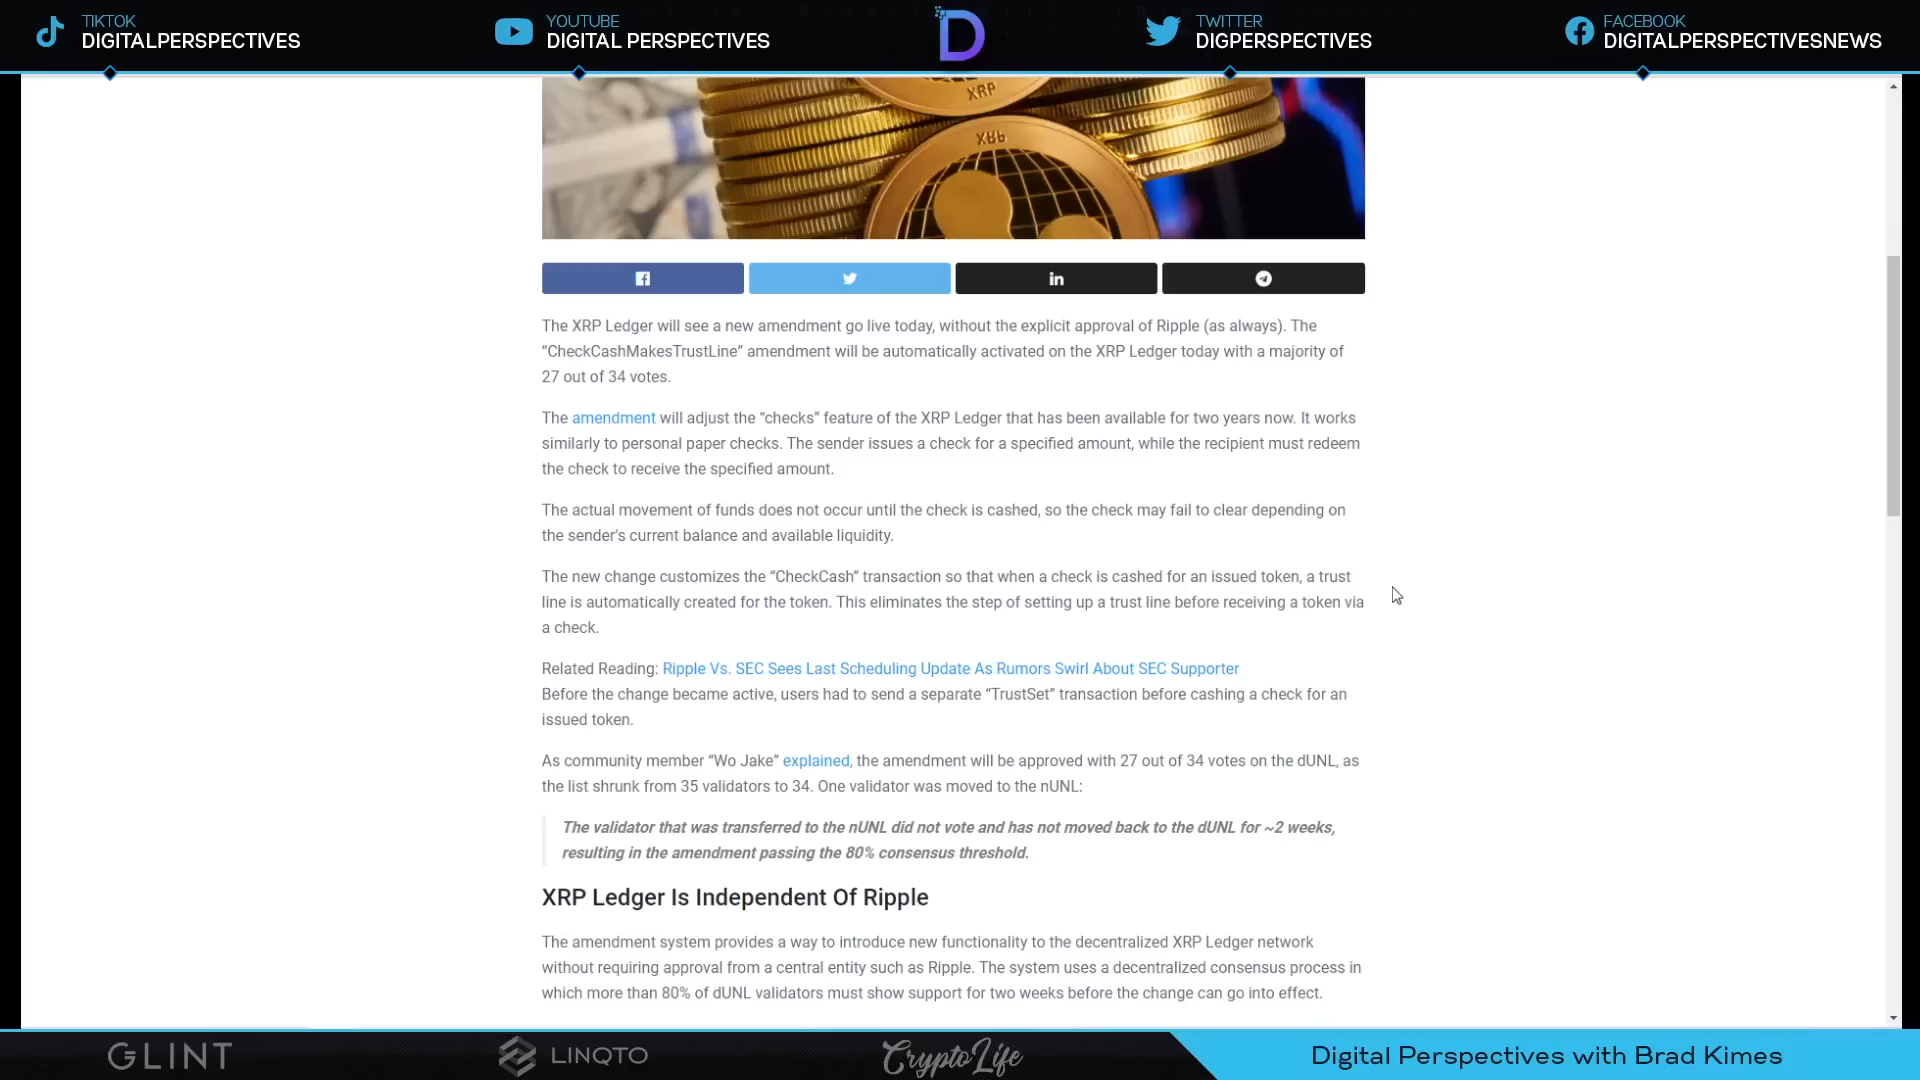 TIKTOK
DIGITALPERSPECTIVES
YOUTUBE
DIGITAL PERSPECTIVES
D
TWITTER
DIGPERSPECTIVES
FACEBOOK
DIGITALPERSPECTIVESNEWS
XRP
XRP
The XRP Ledger will see a new amendment go live today, without the explicit approval of Ripple (as always). The
“CheckCashMakesTrustLine” amendment will be automatically activated on the XRP Ledger today with a majority of
27 out of 34 votes.
The amendment will adjust the “checks” feature of the XRP Ledger that has been available for two years now. It works
similarly to personal paper checks. The sender issues a check for a specified amount, while the recipient must redeem
the check to receive the specified amount.
The actual movement of funds does not occur until the check is cashed, so the check may fail to clear depending on
the sender's current balance and available liquidity.
The new change customizes the “CheckCash” transaction so that when a check is cashed for an issued token, a trust
line is automatically created for the token. This eliminates the step of setting up a trust line before receiving a token via
a check.
Related Reading: Ripple Vs. SEC Sees Last Scheduling Update As Rumors Swirl About SEC Supporter
Before the change became active, users had to send a separate “TrustSet” transaction before cashing a check for an
issued token.
As community member “Wo Jake” explained, the amendment will be approved with 27 out of 34 votes on the dUNL, as
the list shrunk from 35 validators to 34. One validator was moved to the nUNL:
The validator that was transferred to the nUNL did not vote and has not moved back to the dUNL for ~2 weeks,
resulting in the amendment passing the 80% consensus threshold.
XRP Ledger Is Independent Of Ripple
The amendment system provides a way to introduce new functionality to the decentralized XRP Ledger network
without requiring approval from a central entity such as Ripple. The system uses a decentralized consensus process in
which more than 80% of dUNL validators must show support for two weeks before the change can go into effect.
GLINT
LINQTO
CryptoLife
Digital Perspectives with Brad Kimes